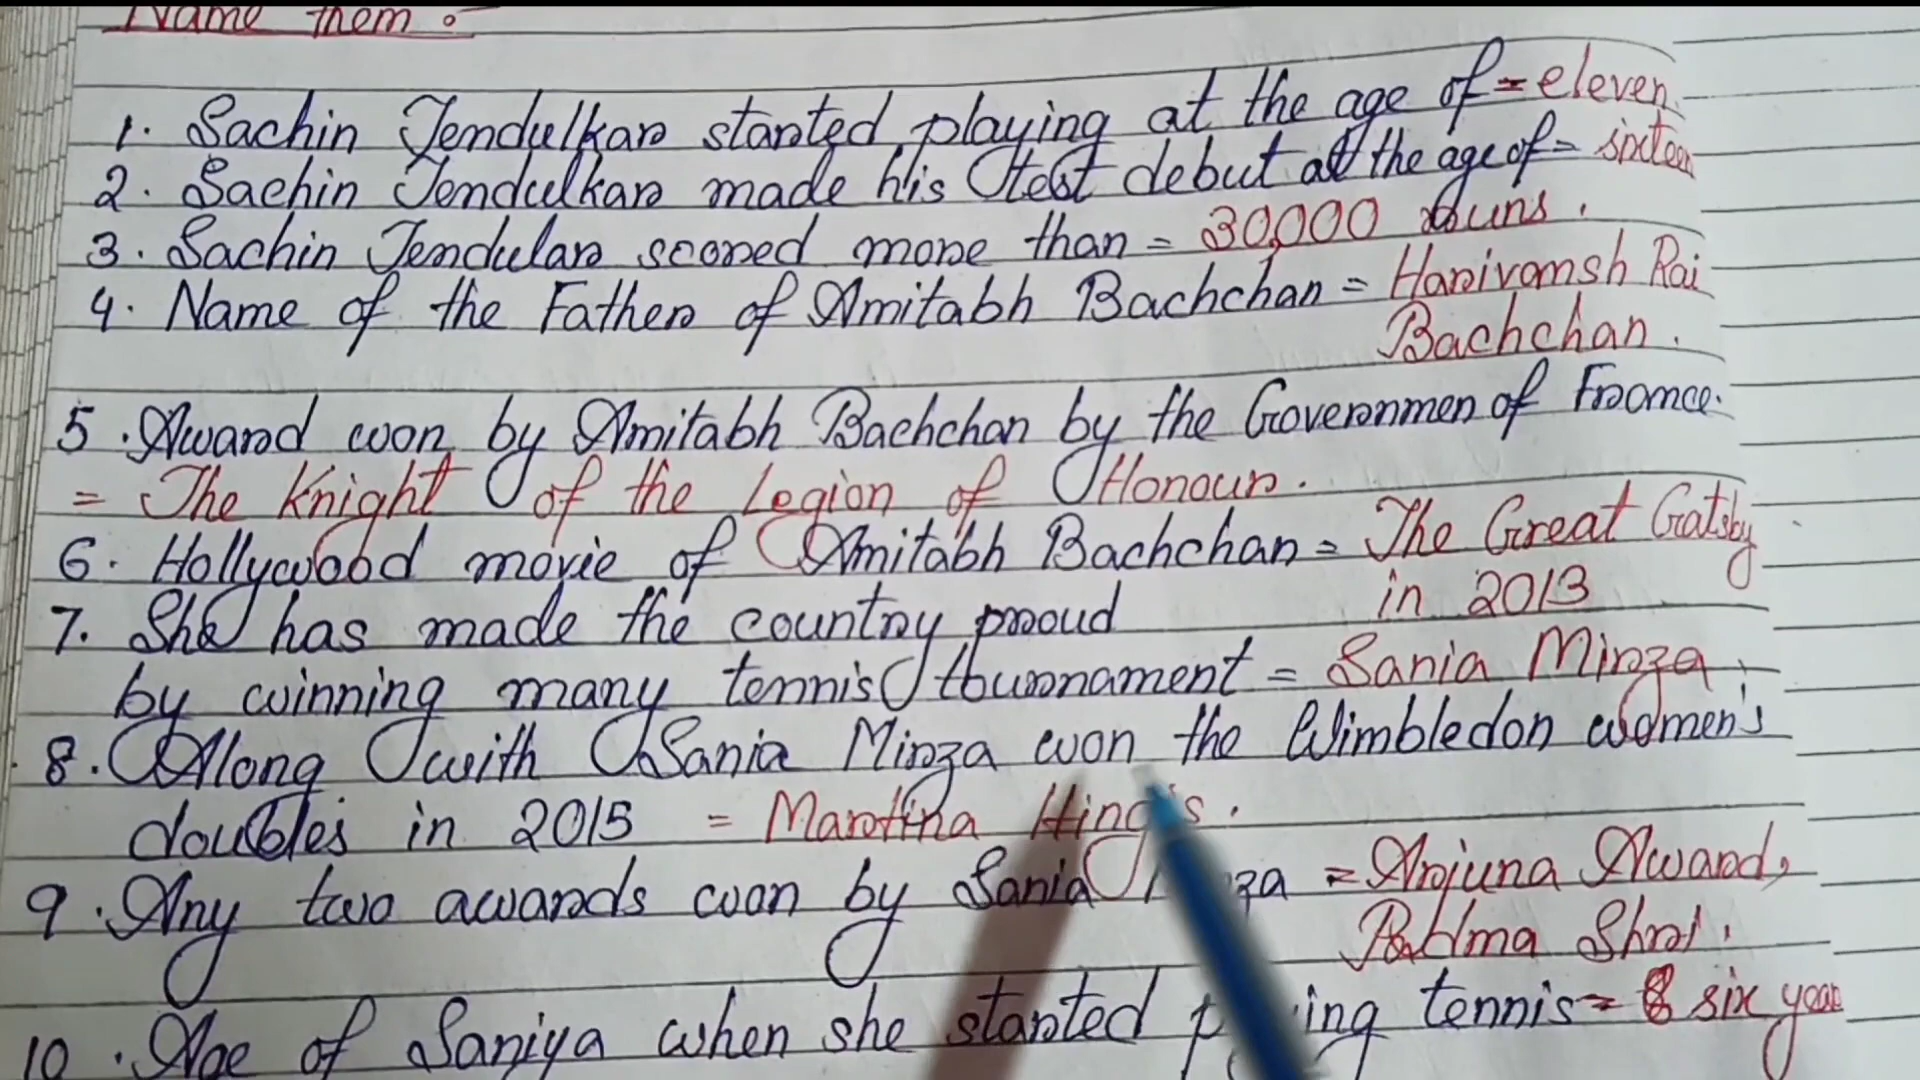 Name them :-
1. Sachin Tendulkar started playing at the age of = eleven.
2. Sachin Tendulkar made his test debut at the age of = sixteen
3. Sachin Tendular scored more than = 30,000 runs.
4. Name of the Father of Amitabh Bachchan = Harivansh Rai
Bachchan.
5. Award won by Amitabh Bachchan by the Governmen of France.
= The Knight of the Legion of Honour.
6. Hollywood movie of Amitabh Bachchan = The Great Gatsby
in 2013
7. She has made the country proud
by winning many tennis tournament = Sania Mirza.
8. Along with Sania Mirza won the Wimbledon women's
doubles in 2015 = Martina Hingis.
9. Any two awards won by Sania = Arjuna Award,
Padma Shri.
10. Age of Saniya when she started tennis = six year